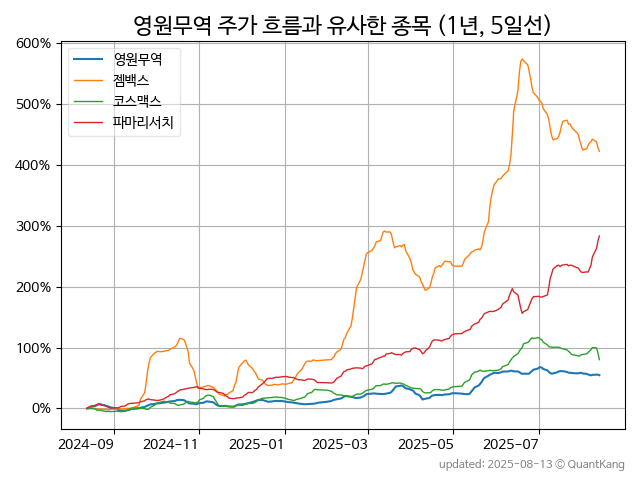 영원무역 주가 흐름과 유사한 종목 (1년, 5일선)
600%
500%
400%
300%
200%
100%
0%
영원무역
젬백스
코스맥스
파마리서치
2024-09
2024-11
2025-01
2025-03
2025-05
2025-07
updated: 2025-08-13 © QuantKang